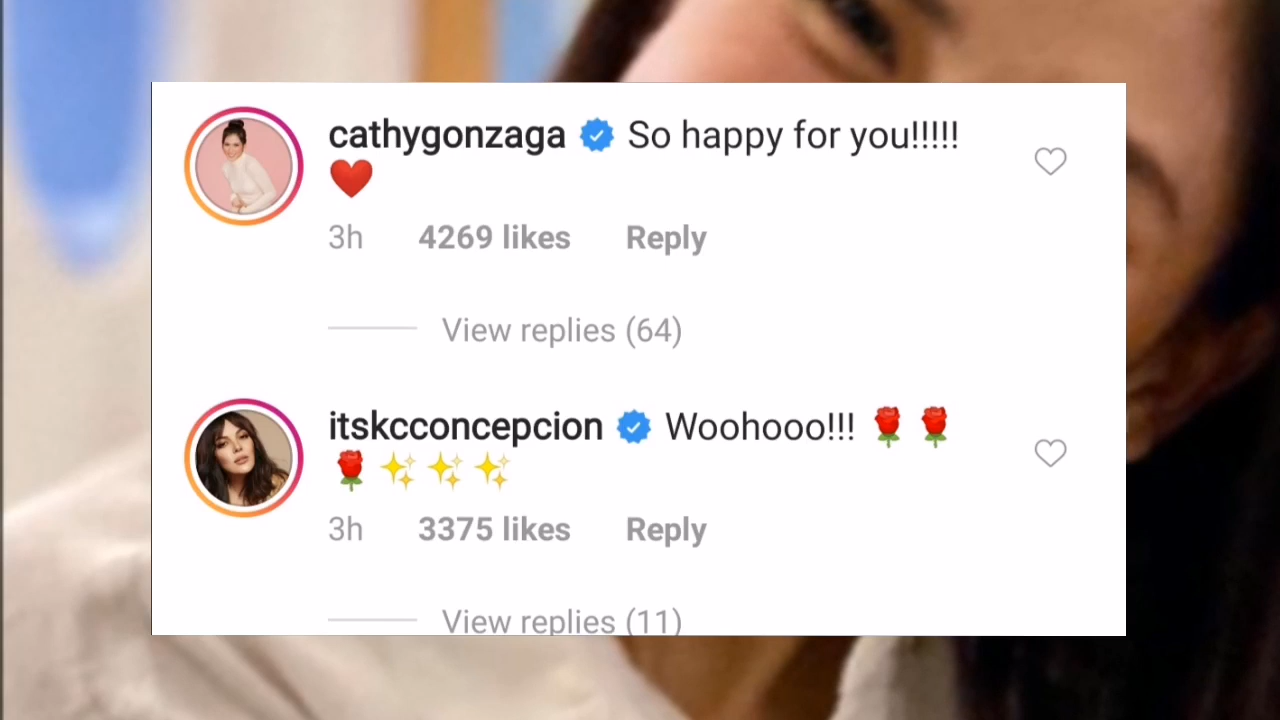 cathygonzaga So happy for you!!!!!
❤️
3h 4269 likes Reply
View replies (64)
itskcconcepcion Woohooo!!! 🌹🌹
🌹✨✨✨
3h 3375 likes Reply
View replies (11)